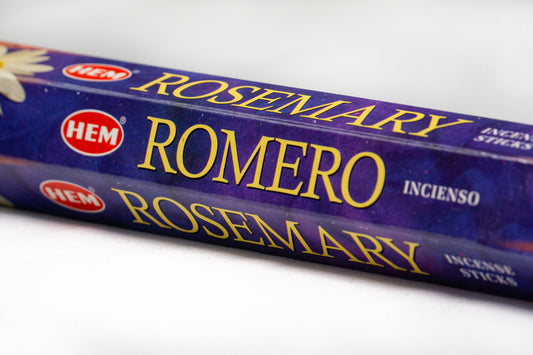 HEM ROSEMARY INCENSE
STICKS
HEM® ROMERO INCIENSO
HEM ROSEMARY INCENSE
STICKS